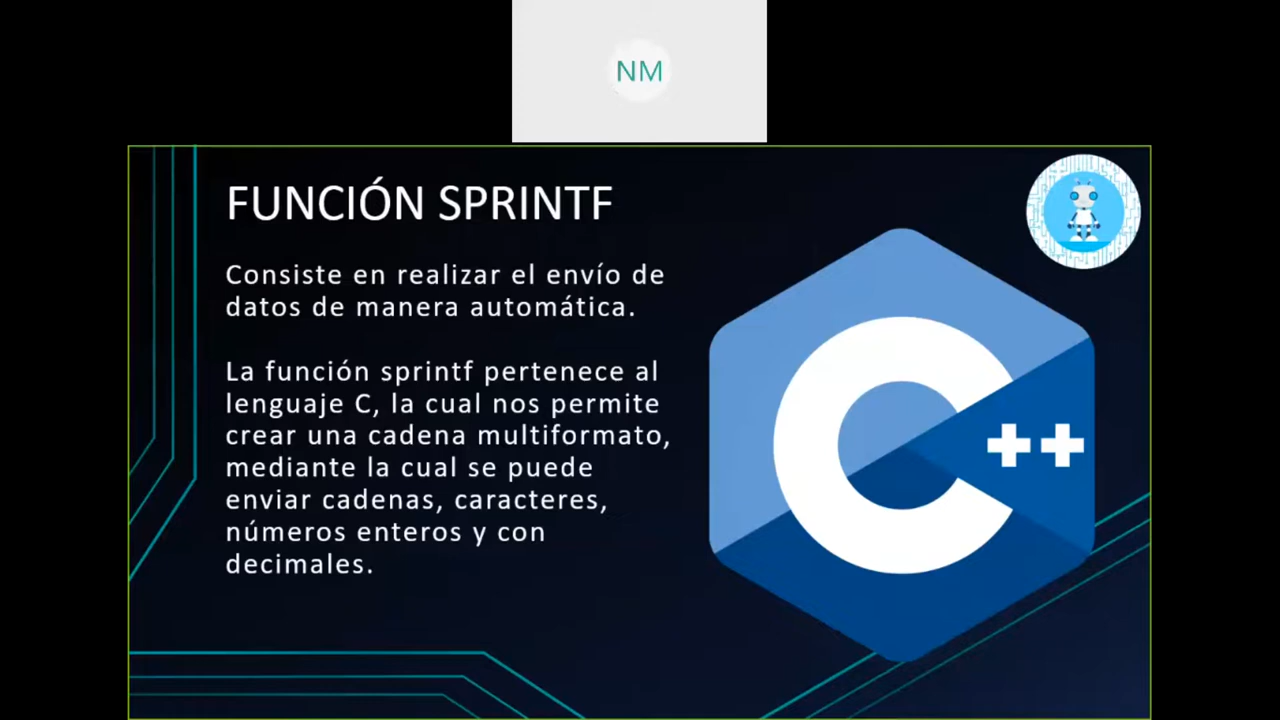 NM
FUNCIÓN SPRINTF
Consiste en realizar el envío de
datos de manera automática.
La función sprintf pertenece al
lenguaje C, la cual nos permite
crear una cadena multiformato,
mediante la cual se puede
enviar cadenas, caracteres,
números enteros y con
decimales.
C++